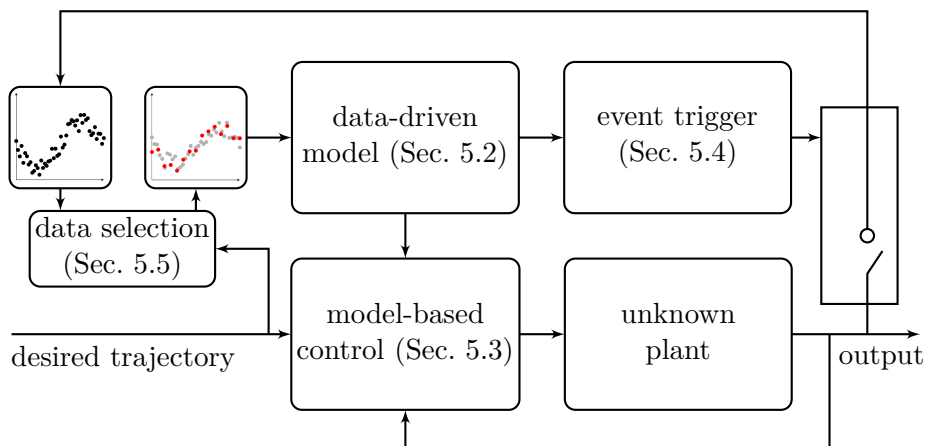 data-driven
model (Sec. 5.2)
event trigger
(Sec. 5.4)
data selection
(Sec. 5.5)
model-based
control (Sec. 5.3)
unknown
plant
desired trajectory
output